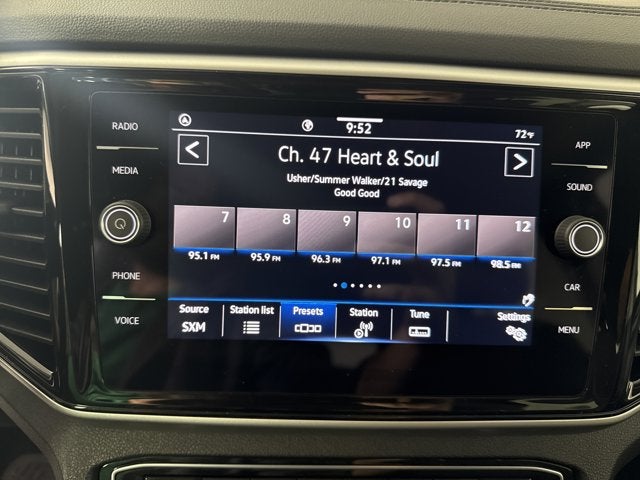 RADIO
MEDIA
PHONE
VOICE
9:52
72°F
Ch. 47 Heart & Soul
Usher/Summer Walker/21 Savage
Good Good
7 8 9 10 11 12
95.1 FM 95.9 FM 96.3 FM 97.1 FM 97.5 FM 98.5 FM
Source Station list Presets Station Tune Settings
SXM
APP
SOUND
CAR
MENU